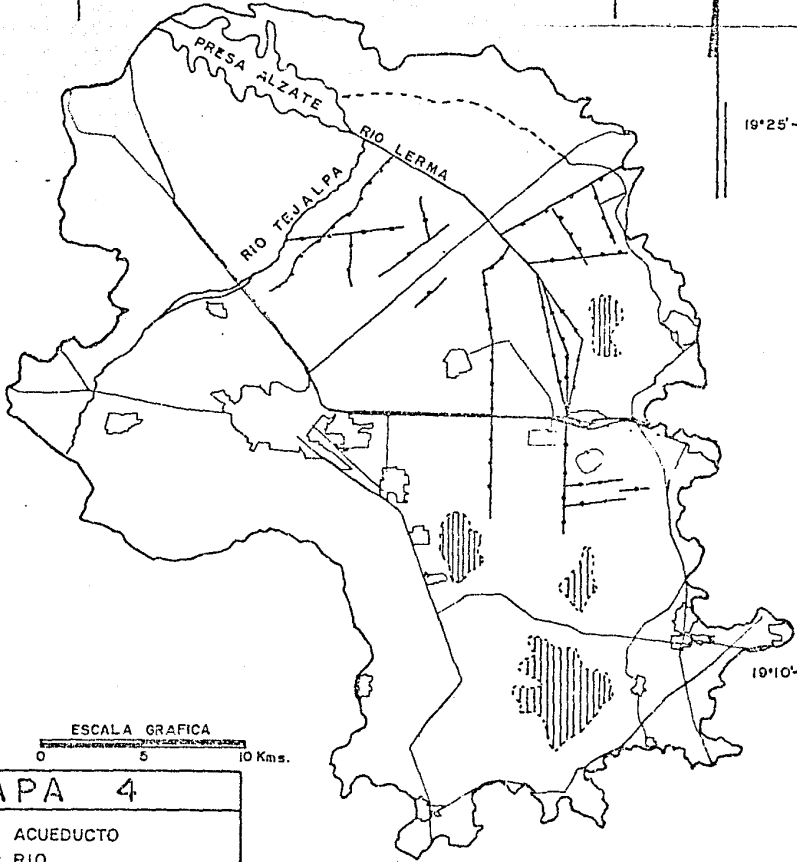 PRESA ALZATE
RIO LERMA
19°25'
RIO TEJALPA
19°10'
ESCALA GRAFICA
0 5 10 Kms.
APA 4
ACUEDUCTO
RIO